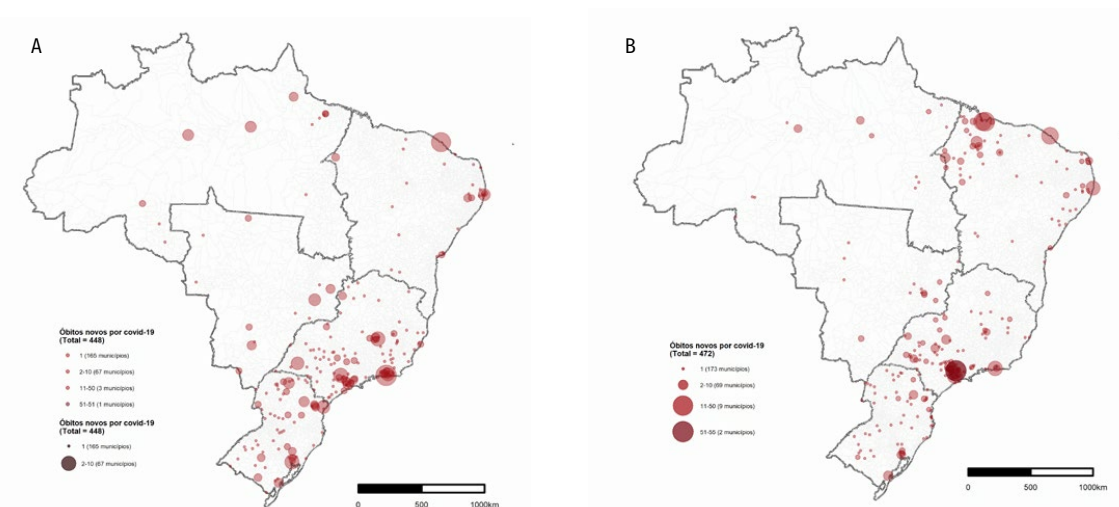 A
Óbitos novos por covid-19
(Total = 448)
1 (165 municípios)
2-10 (67 municípios)
11-50 (3 municípios)
51-51 (1 municípios)
Óbitos novos por covid-19
(Total = 448)
1 (165 municípios)
2-10 (67 municípios)
0 500 1000km
B
Óbitos novos por covid-19
(Total = 472)
1 (173 municípios)
2-10 (69 municípios)
11-50 (9 municípios)
51-55 (2 municípios)
0 500 1000km